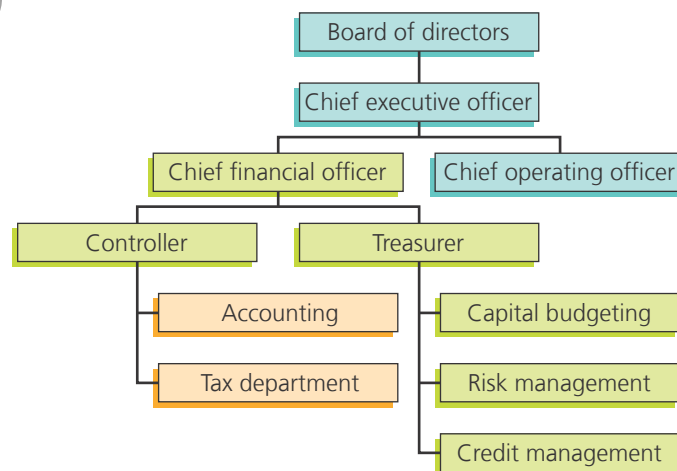 Board of directors
Chief executive officer
Chief financial officer
Chief operating officer
Controller
Treasurer
Accounting
Capital budgeting
Tax department
Risk management
Credit management